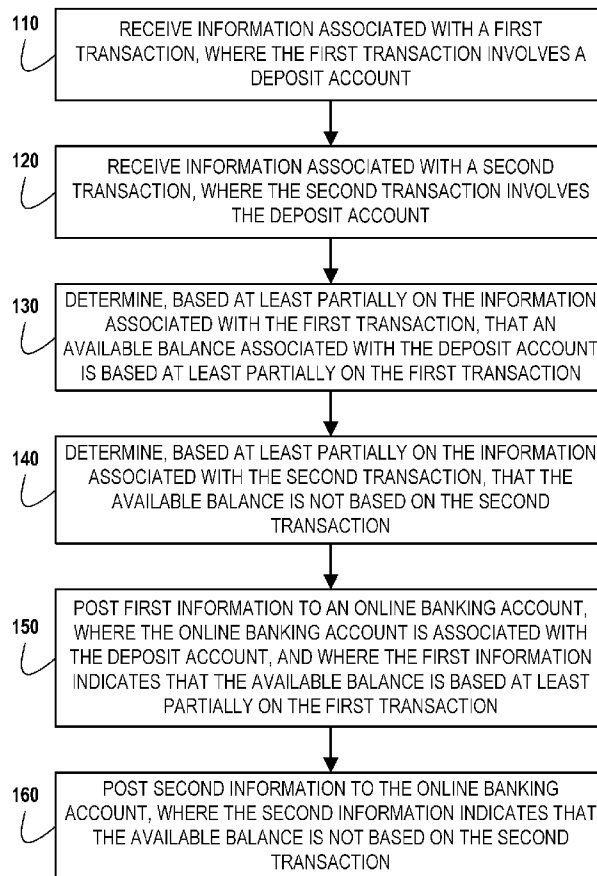 110
RECEIVE INFORMATION ASSOCIATED WITH A FIRST
TRANSACTION, WHERE THE FIRST TRANSACTION INVOLVES A
DEPOSIT ACCOUNT
120
RECEIVE INFORMATION ASSOCIATED WITH A SECOND
TRANSACTION, WHERE THE SECOND TRANSACTION INVOLVES
THE DEPOSIT ACCOUNT
130
DETERMINE, BASED AT LEAST PARTIALLY ON THE INFORMATION
ASSOCIATED WITH THE FIRST TRANSACTION, THAT AN
AVAILABLE BALANCE ASSOCIATED WITH THE DEPOSIT ACCOUNT
IS BASED AT LEAST PARTIALLY ON THE FIRST TRANSACTION
140
DETERMINE, BASED AT LEAST PARTIALLY ON THE INFORMATION
ASSOCIATED WITH THE SECOND TRANSACTION, THAT THE
AVAILABLE BALANCE IS NOT BASED ON THE SECOND
TRANSACTION
150
POST FIRST INFORMATION TO AN ONLINE BANKING ACCOUNT,
WHERE THE ONLINE BANKING ACCOUNT IS ASSOCIATED WITH
THE DEPOSIT ACCOUNT, AND WHERE THE FIRST INFORMATION
INDICATES THAT THE AVAILABLE BALANCE IS BASED AT LEAST
PARTIALLY ON THE FIRST TRANSACTION
160
POST SECOND INFORMATION TO THE ONLINE BANKING
ACCOUNT, WHERE THE SECOND INFORMATION INDICATES THAT
THE AVAILABLE BALANCE IS NOT BASED ON THE SECOND
TRANSACTION